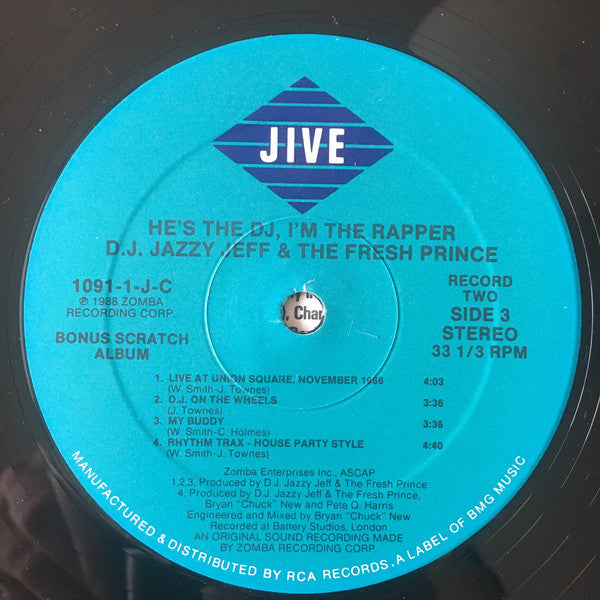 JIVE
HE'S THE DJ, I'M THE RAPPER
D.J. JAZZY JEFF & THE FRESH PRINCE
1091-1-J-C
℗ 1988 ZOMBA
RECORDING CORP.
BONUS SCRATCH
ALBUM
RECORD
TWO
SIDE 3
STEREO
33 1/3 RPM
, Char
1. LIVE AT UNION SQUARE, NOVEMBER 1986 4:03
(W. Smith-J. Townes)
2. D.J. ON THE WHEELS 3:36
(J. Townes)
3. MY BUDDY 3:36
(W. Smith-C. Holmes)
4. RHYTHM TRAX - HOUSE PARTY STYLE 4:40
(W. Smith-J. Townes)
Zomba Enterprises Inc., ASCAP
1.2.3. Produced by D.J. Jazzy Jeff & The Fresh Prince
4. Produced by D.J. Jazzy Jeff & The Fresh Prince,
Bryan "Chuck" New and Pete Q. Harris
Engineered and Mixed by Bryan "Chuck" New
Recorded at Battery Studios, London
AN ORIGINAL SOUND RECORDING MADE
BY ZOMBA RECORDING CORP.
MANUFACTURED & DISTRIBUTED BY RCA RECORDS, A LABEL OF BMG MUSIC